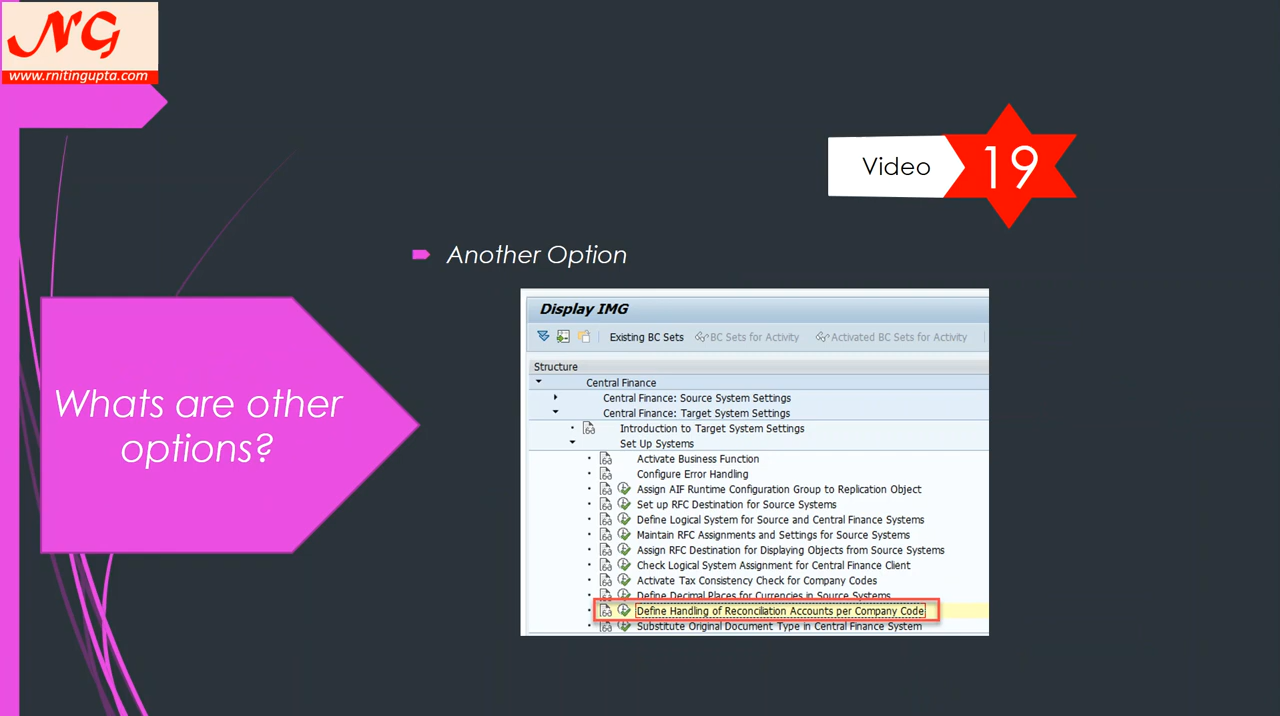 NG
www.rnitingupta.com
Video
19
Another Option
Whats are other
options?
Display IMG
Existing BC Sets
BC Sets for Activity
Activated BC Sets for Activity
Structure
Central Finance
Central Finance: Source System Settings
Central Finance: Target System Settings
Introduction to Target System Settings
Set Up Systems
Activate Business Function
Configure Error Handling
Assign AIF Runtime Configuration Group to Replication Object
Set up RFC Destination for Source Systems
Define Logical System for Source and Central Finance Systems
Maintain RFC Assignments and Settings for Source Systems
Assign RFC Destination for Displaying Objects from Source Systems
Check Logical System Assignment for Central Finance Client
Activate Tax Consistency Check for Company Codes
Define Decimal Places for Currencies in Source Systems
Define Handling of Reconciliation Accounts per Company Code
Substitute Original Document Type in Central Finance System